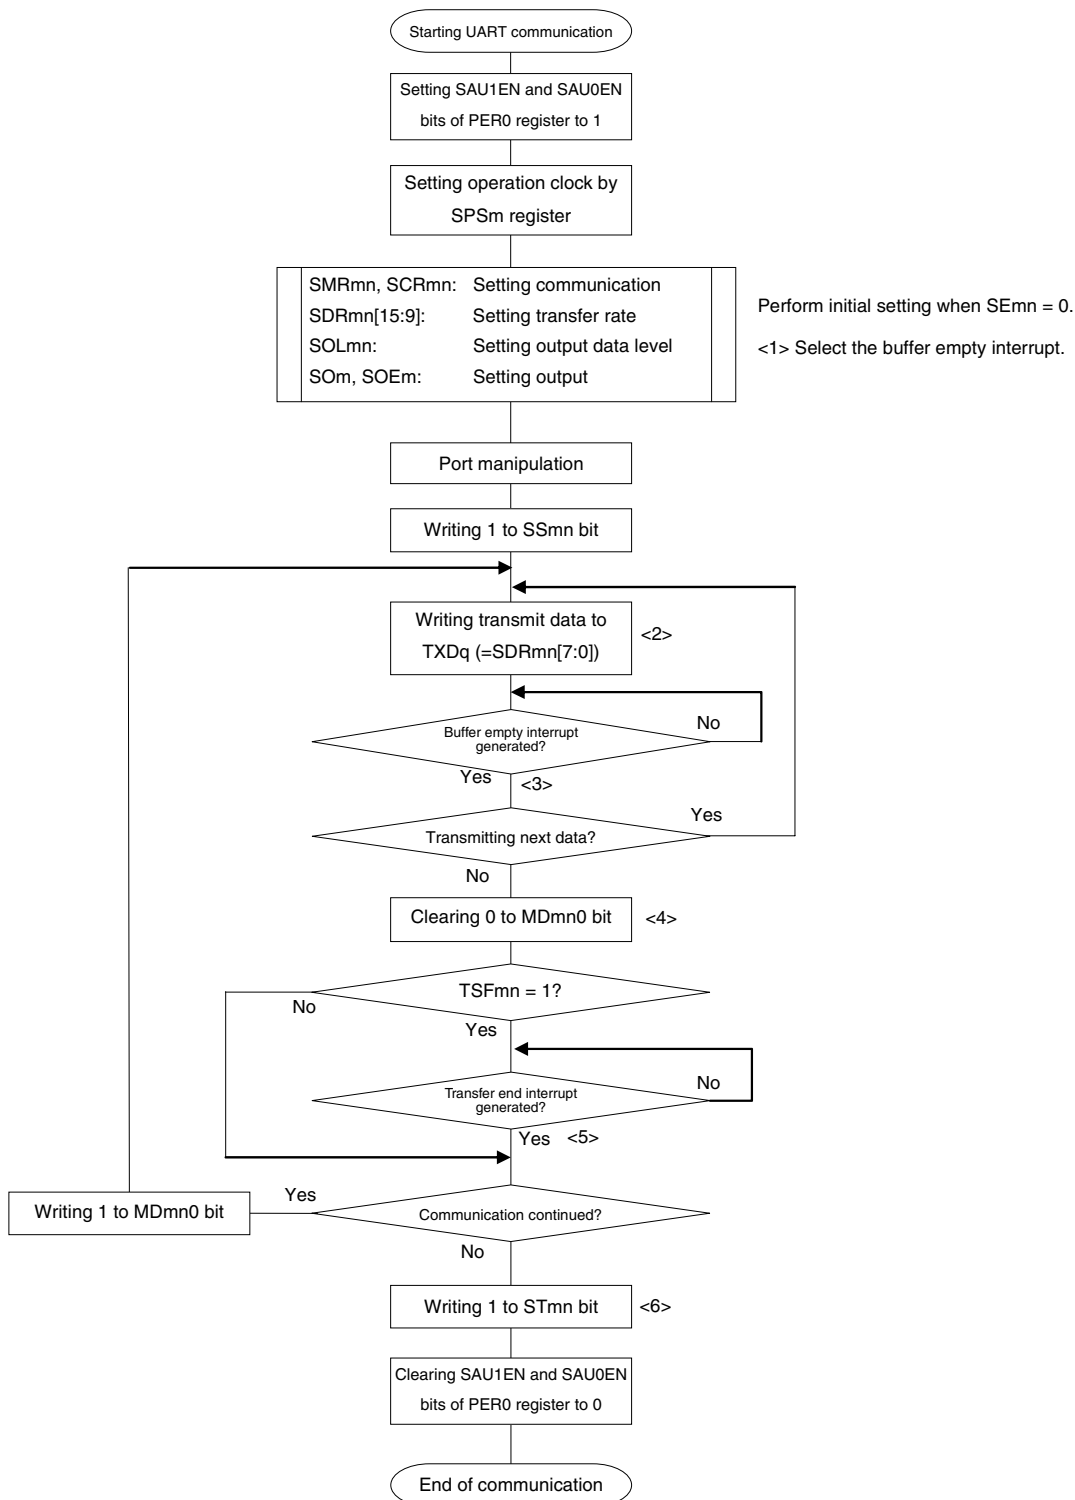 Starting UART communication
Setting SAU1EN and SAU0EN
bits of PER0 register to 1
Setting operation clock by
SPSm register
SMRmn, SCRmn: Setting communication
SDRmn[15:9]: Setting transfer rate
SOLmn: Setting output data level
SOm, SOEm: Setting output
Perform initial setting when SEmn = 0.
<1> Select the buffer empty interrupt.
Port manipulation
Writing 1 to SSmn bit
Writing transmit data to
TXDq (=SDRmn[7:0])
<2>
Buffer empty interrupt
generated?
No
Yes
<3>
Transmitting next data?
Yes
No
Clearing 0 to MDmn0 bit
<4>
TSFmn = 1?
No
Yes
Transfer end interrupt
generated?
No
Yes
<5>
Communication continued?
Yes
Writing 1 to MDmn0 bit
No
Writing 1 to STmn bit
<6>
Clearing SAU1EN and SAU0EN
bits of PER0 register to 0
End of communication